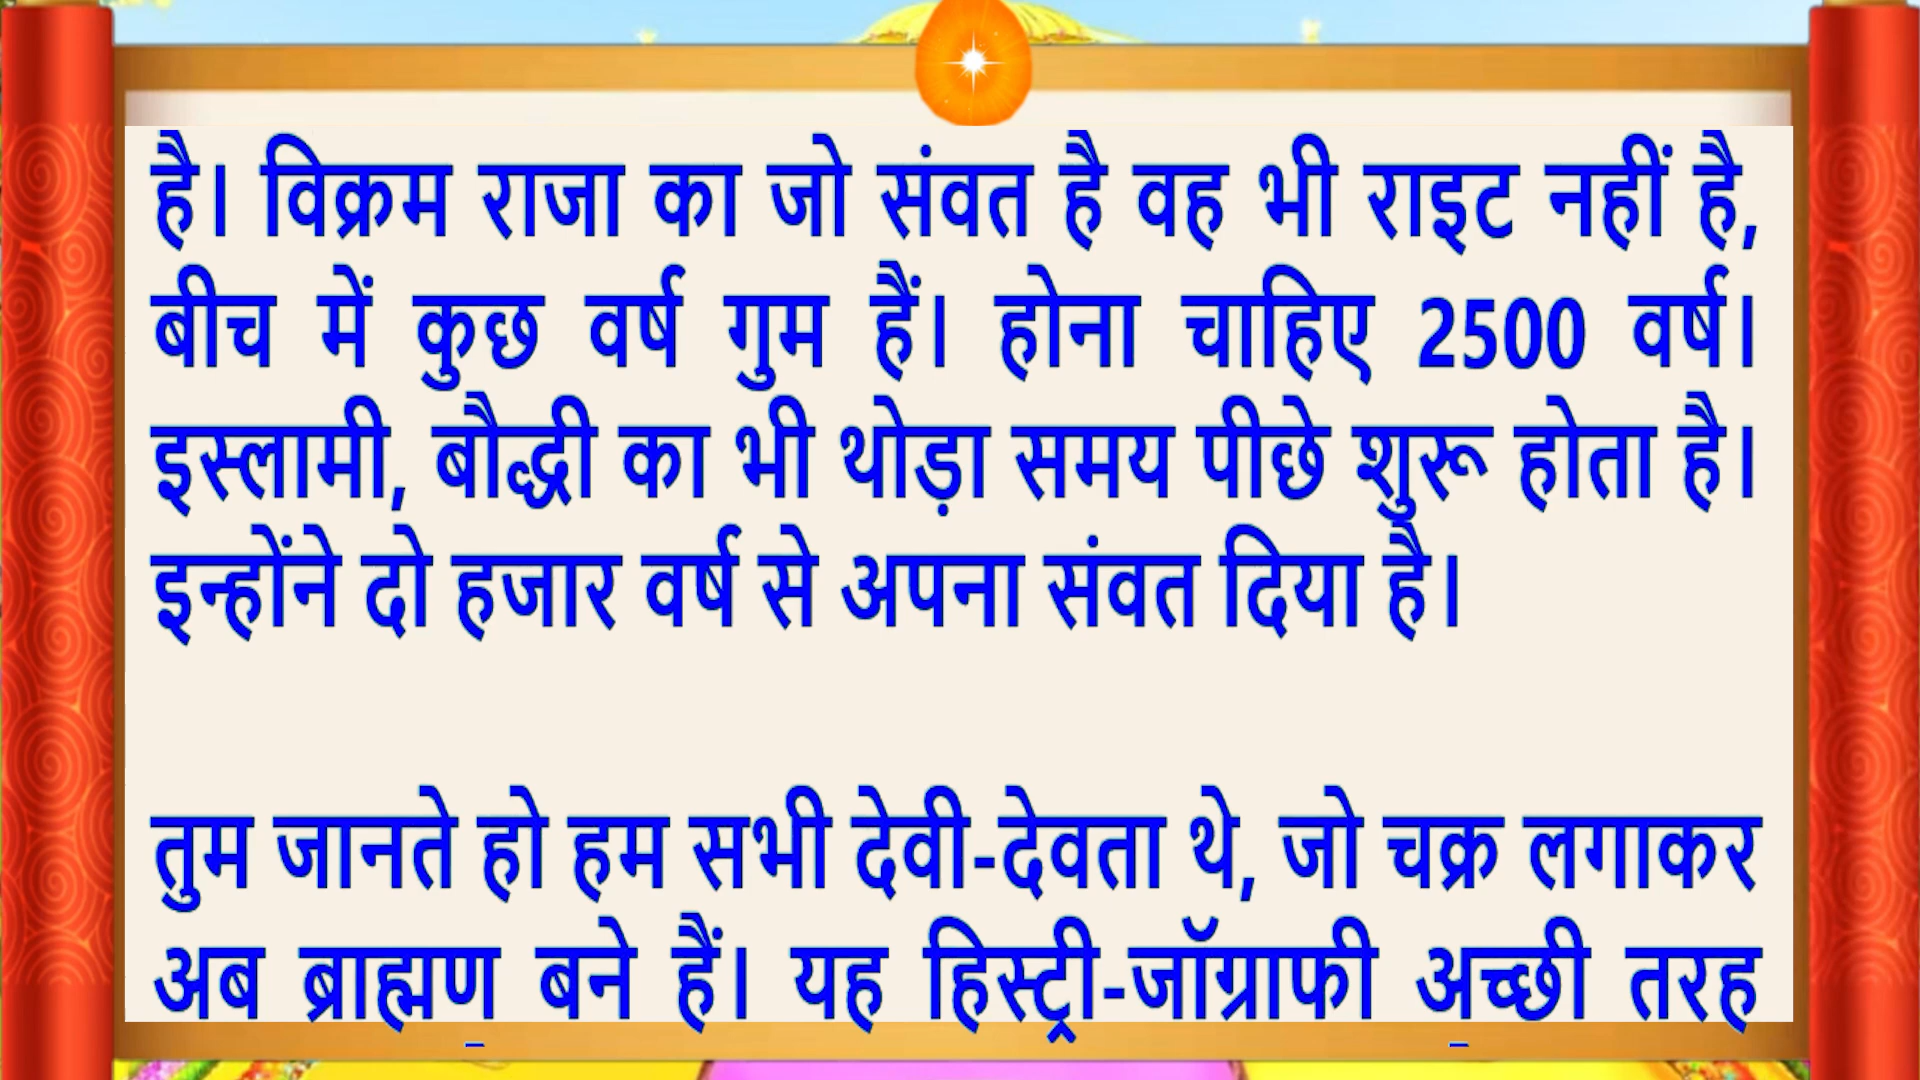 है। विक्रम राजा का जो संवत है वह भी राइट नहीं है,
बीच में कुछ वर्ष गुम हैं। होना चाहिए 2500 वर्ष।
इस्लामी, बौद्धी का भी थोड़ा समय पीछे शुरू होता है।
इन्होंने दो हजार वर्ष से अपना संवत दिया है।
तुम जानते हो हम सभी देवी-देवता थे, जो चक्र लगाकर
अब ब्राह्मण बने हैं। यह हिस्ट्री-जॉग्राफी अच्छी तरह